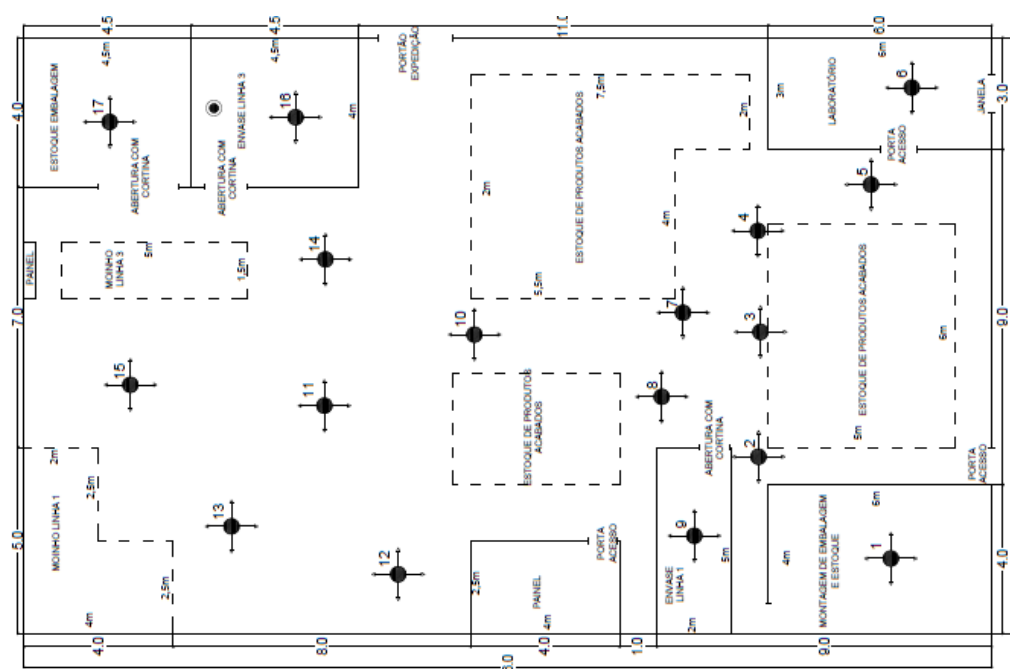 4.5
4.5
11.0
6.0
4.0
ESTOQUE EMBALAGEM
4,5m
17
ABERTURA COM
CORTINA
4,5m
ENVASE LINHA 3
16
4m
ABERTURA COM
CORTINA
PORTÃO
EXPEDIÇÃO
7,5m
2m
2m
ESTOQUE DE PRODUTOS ACABADOS
4m
5,5m
3m
6m
LABORATÓRIO
6
JANELA
3.0
PORTA
ACESSO
5
4
PAINEL
MOINHO
LINHA 3
5m
1,5m
14
7.0
10
7
3
ESTOQUE DE PRODUTOS ACABADOS
6m
5m
9.0
15
11
ESTOQUE DE PRODUTOS
ACABADOS
8
ABERTURA COM
CORTINA
2
PORTA
ACESSO
2m
2,5m
MOINHO LINHA 1
2,5m
4m
5.0
13
12
2,5m
PAINEL
4m
PORTA
ACESSO
ENVASE
LINHA 1
9
5m
2m
4m
6m
MONTAGEM DE EMBALAGEM
E ESTOQUE
1
4.0
4.0
8.0
4.0
1.0
9.0